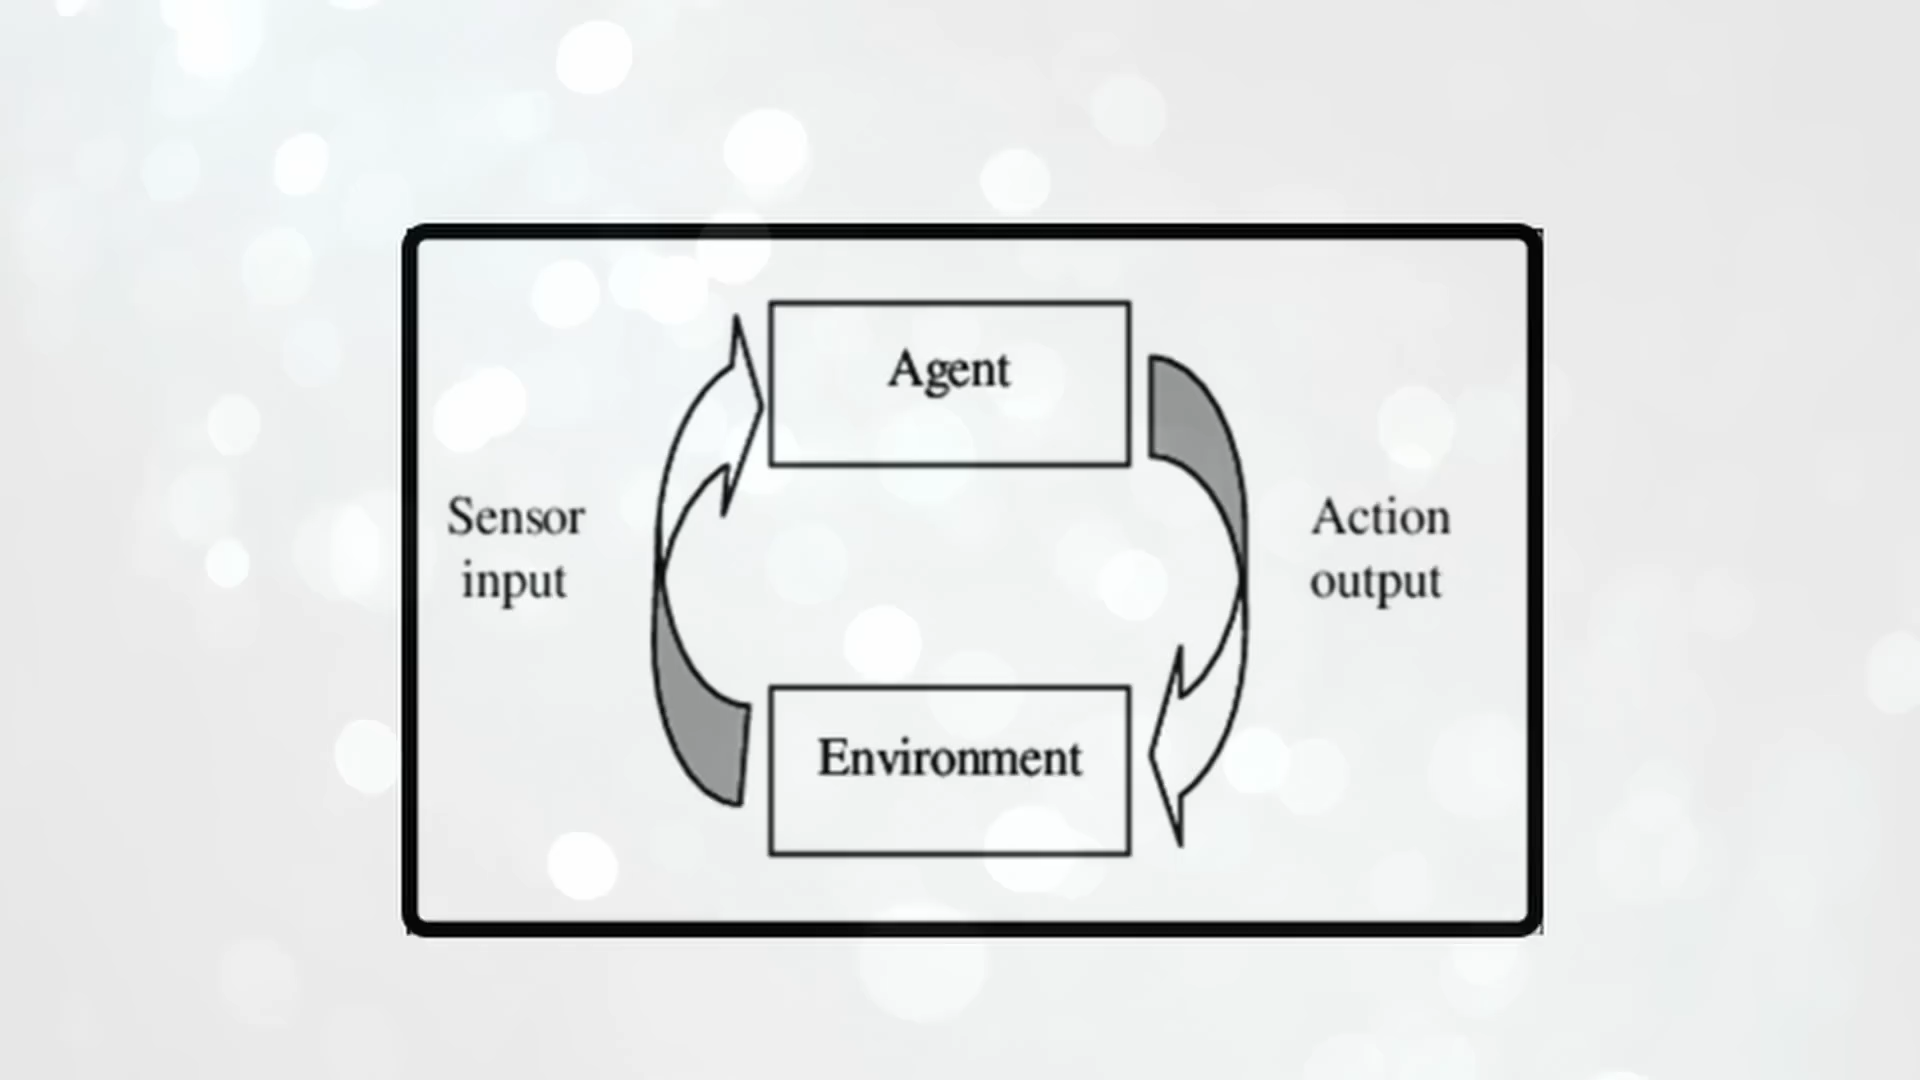 Agent
Sensor
input
Action
output
Environment